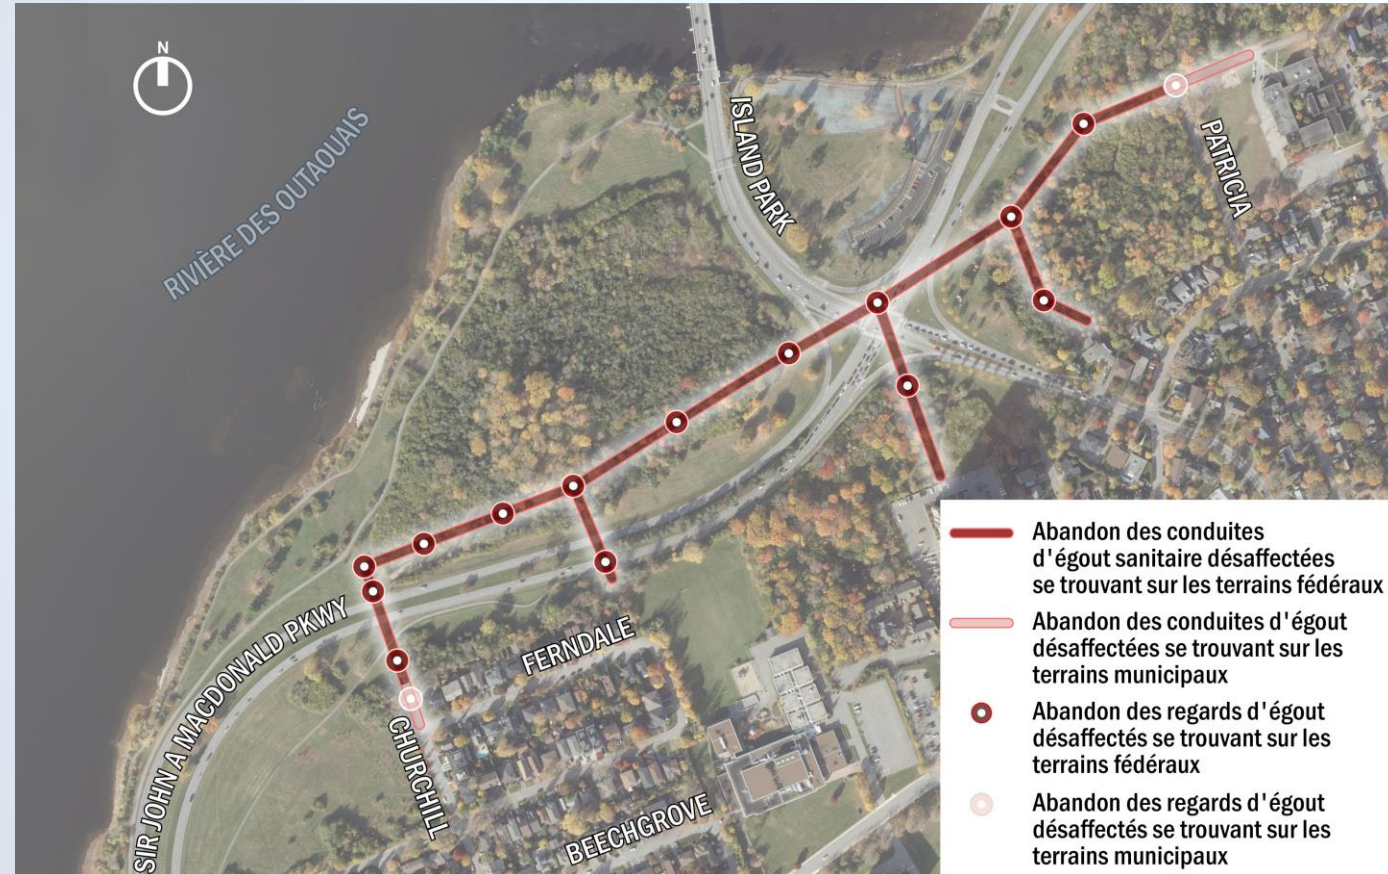 N
RIVIÈRE DES OUTAOUAIS
ISLAND PARK
PATRICIA
SIR JOHN A MACDONALD PKWY
FERNDALE
CHURCHILL
BEECHGROVE
Abandon des conduites
d'égout sanitaire désaffectées
se trouvant sur les terrains fédéraux
Abandon des conduites d'égout
désaffectées se trouvant sur les
terrains municipaux
Abandon des regards d'égout
désaffectés se trouvant sur les
terrains fédéraux
Abandon des regards d'égout
désaffectés se trouvant sur les
terrains municipaux